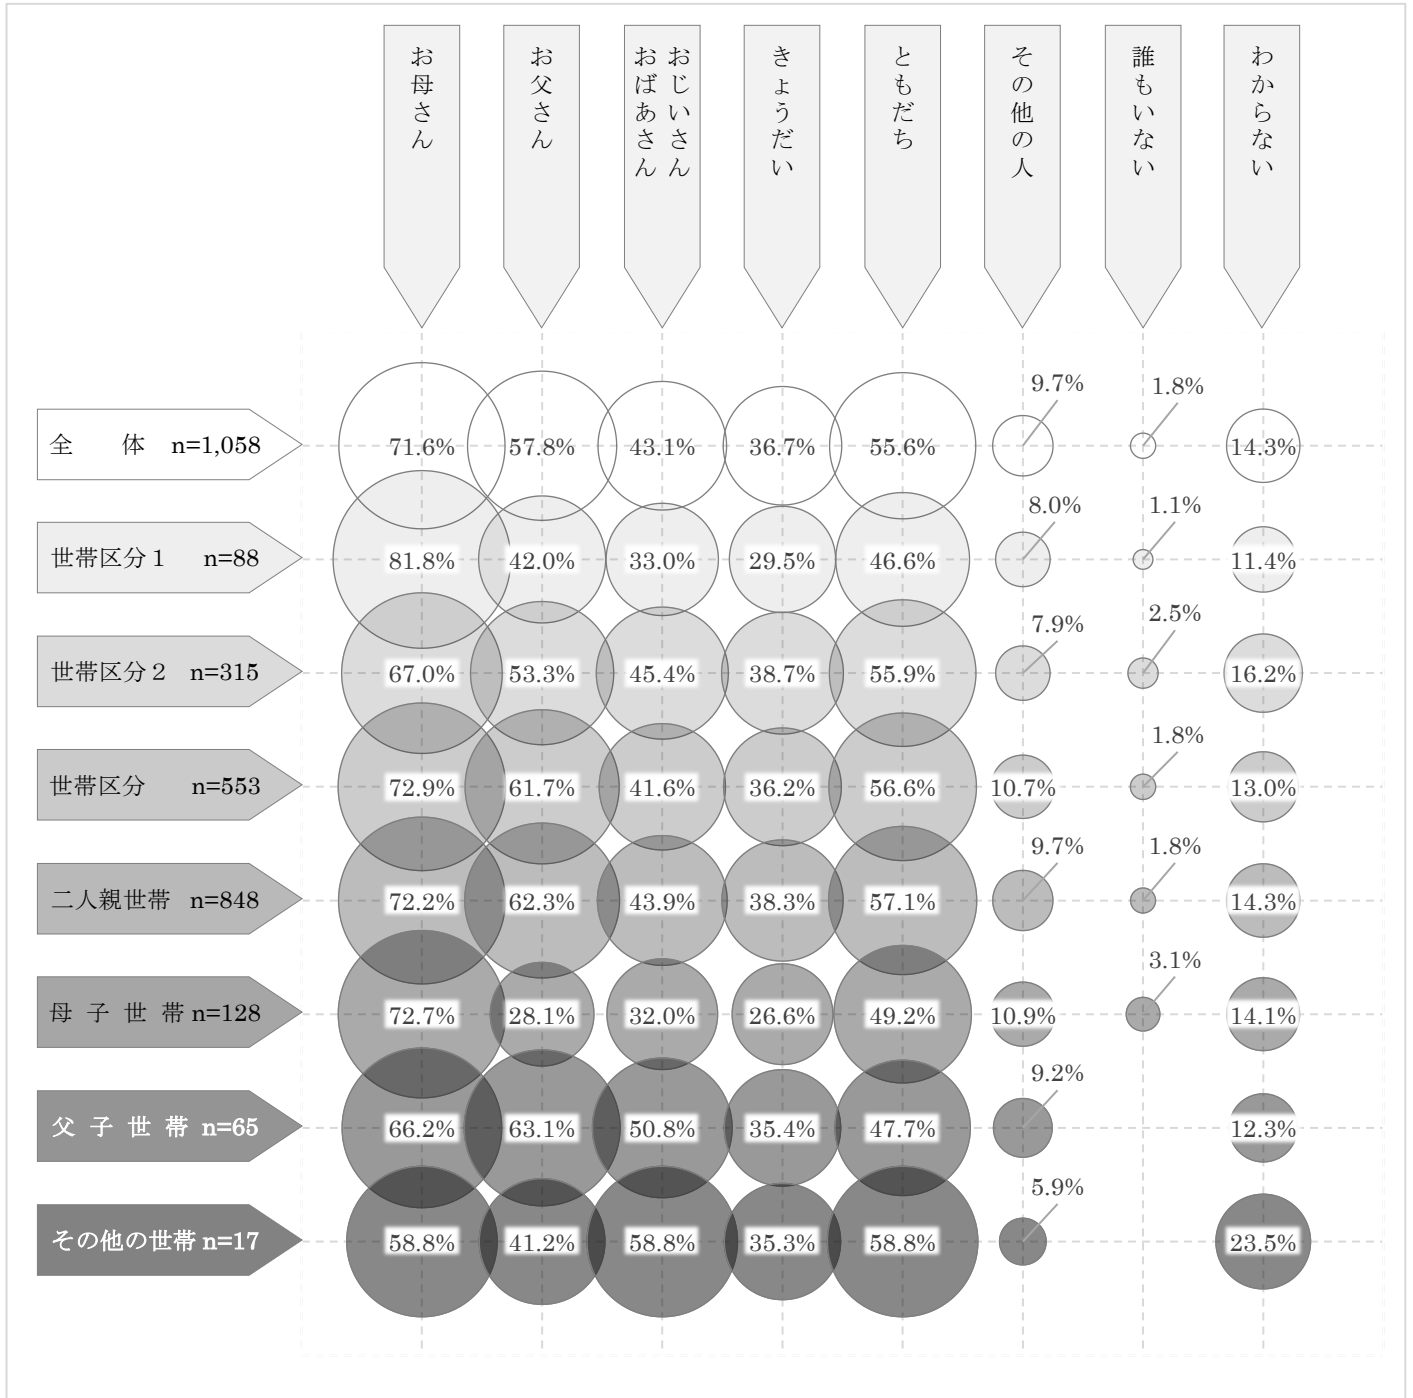 お母さん
お父さん
おじいさん
おばあさん
きょうだい
ともだち
その他の人
誰もいない
わからない
全 体 n=1,058
71.6% 57.8% 43.1% 36.7% 55.6% 9.7% 1.8% 14.3%
世帯区分１ n=88
81.8% 42.0% 33.0% 29.5% 46.6% 8.0% 1.1% 11.4%
世帯区分２ n=315
67.0% 53.3% 45.4% 38.7% 55.9% 7.9% 2.5% 16.2%
世帯区分 n=553
72.9% 61.7% 41.6% 36.2% 56.6% 10.7% 1.8% 13.0%
二人親世帯 n=848
72.2% 62.3% 43.9% 38.3% 57.1% 9.7% 1.8% 14.3%
母 子 世 帯 n=128
72.7% 28.1% 32.0% 26.6% 49.2% 10.9% 3.1% 14.1%
父 子 世 帯 n=65
66.2% 63.1% 50.8% 35.4% 47.7% 9.2% 12.3%
その他の世帯 n=17
58.8% 41.2% 58.8% 35.3% 58.8% 5.9% 23.5%